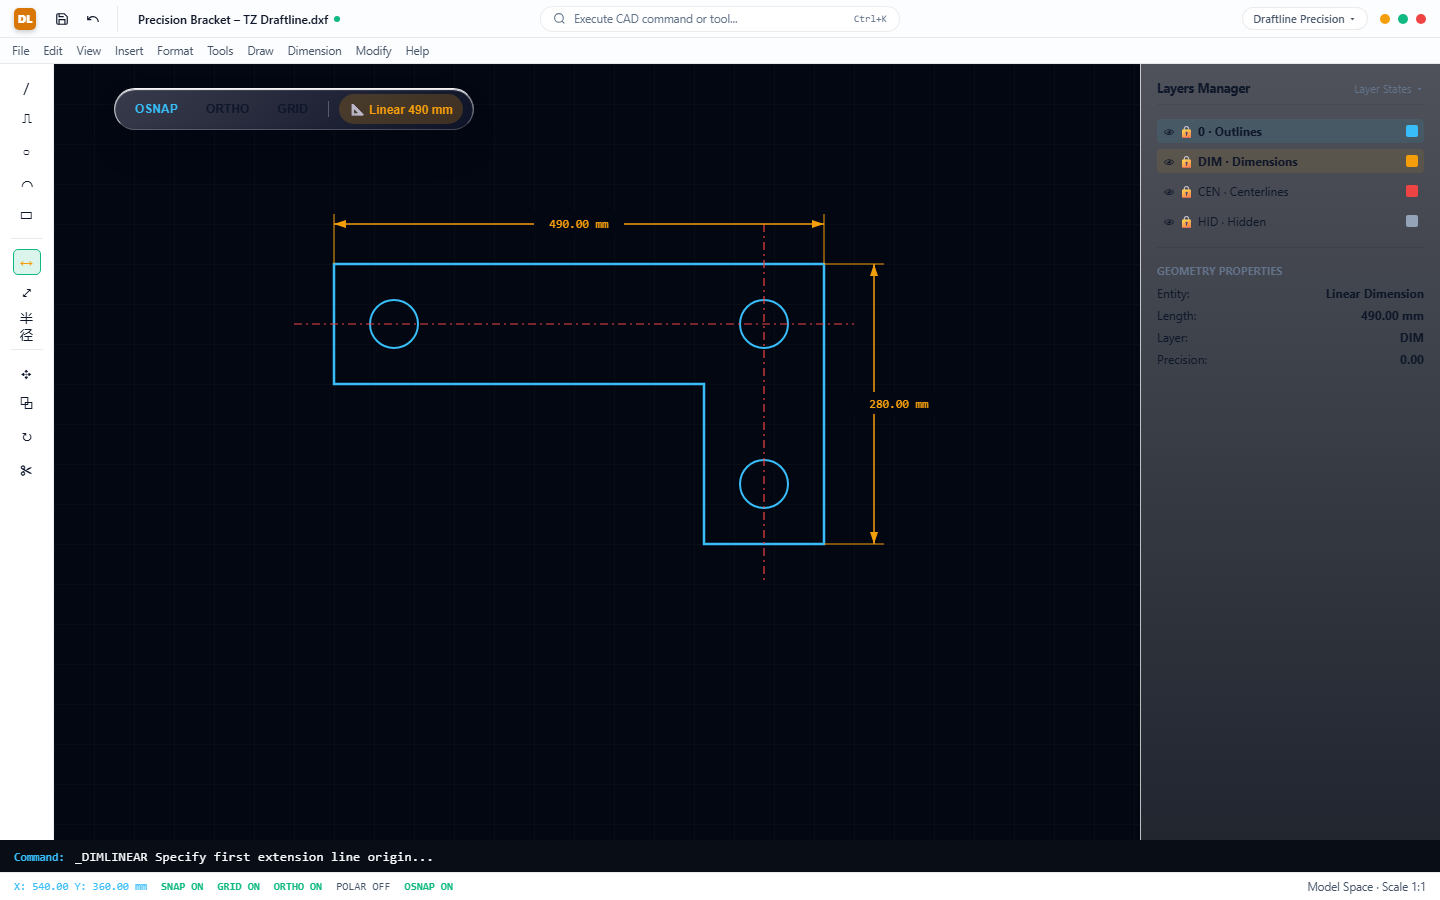 DL
Precision Bracket – TZ Draftline.dxf
Execute CAD command or tool...
Ctrl+K
Draftline Precision
File Edit View Insert Format Tools Draw Dimension Modify Help
OSNAP ORTHO GRID Linear 490 mm
半
径
490.00 mm
280.00 mm
Layers Manager
Layer States
0 · Outlines
DIM · Dimensions
CEN · Centerlines
HID · Hidden
GEOMETRY PROPERTIES
Entity: Linear Dimension
Length: 490.00 mm
Layer: DIM
Precision: 0.00
Command: _DIMLINEAR Specify first extension line origin...
X: 540.00 Y: 360.00 mm SNAP ON GRID ON ORTHO ON POLAR OFF OSNAP ON
Model Space · Scale 1:1